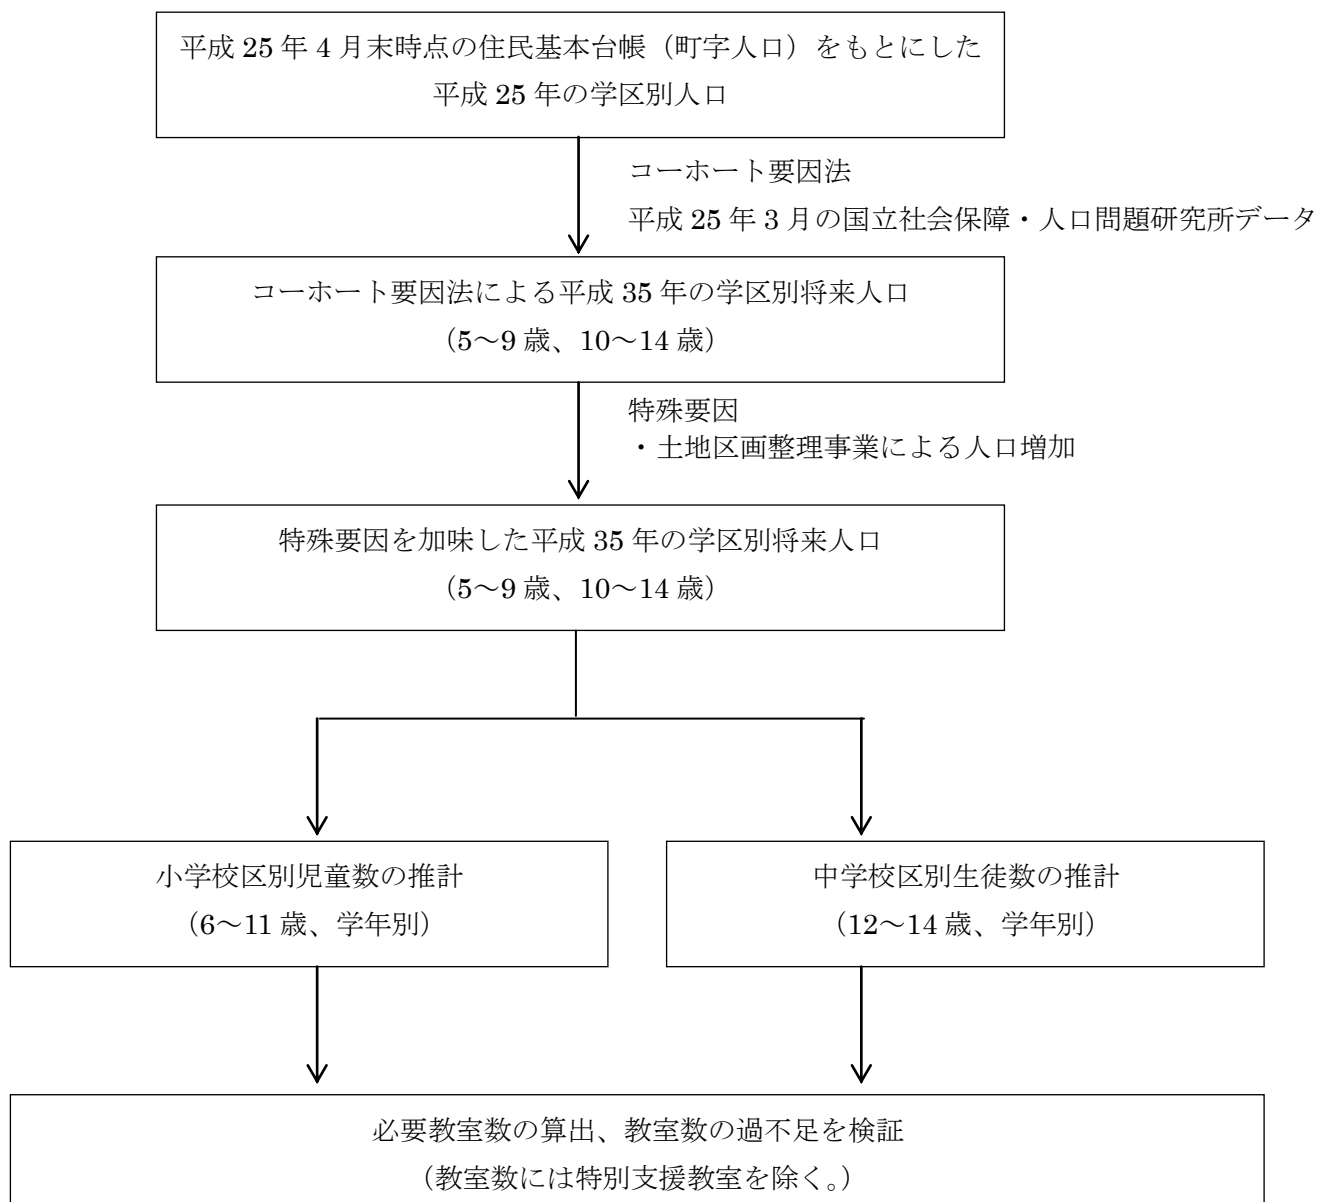 平成 25 年 4 月末時点の住民基本台帳（町字人口）をもとにした
平成 25 年の学区別人口
コーホート要因法
平成 25 年 3 月の国立社会保障・人口問題研究所データ
コーホート要因法による平成 35 年の学区別将来人口
（5～9 歳、10～14 歳）
特殊要因
・土地区画整理事業による人口増加
特殊要因を加味した平成 35 年の学区別将来人口
（5～9 歳、10～14 歳）
小学校区別児童数の推計
（6～11 歳、学年別）
中学校区別生徒数の推計
（12～14 歳、学年別）
必要教室数の算出、教室数の過不足を検証
（教室数には特別支援教室を除く。）